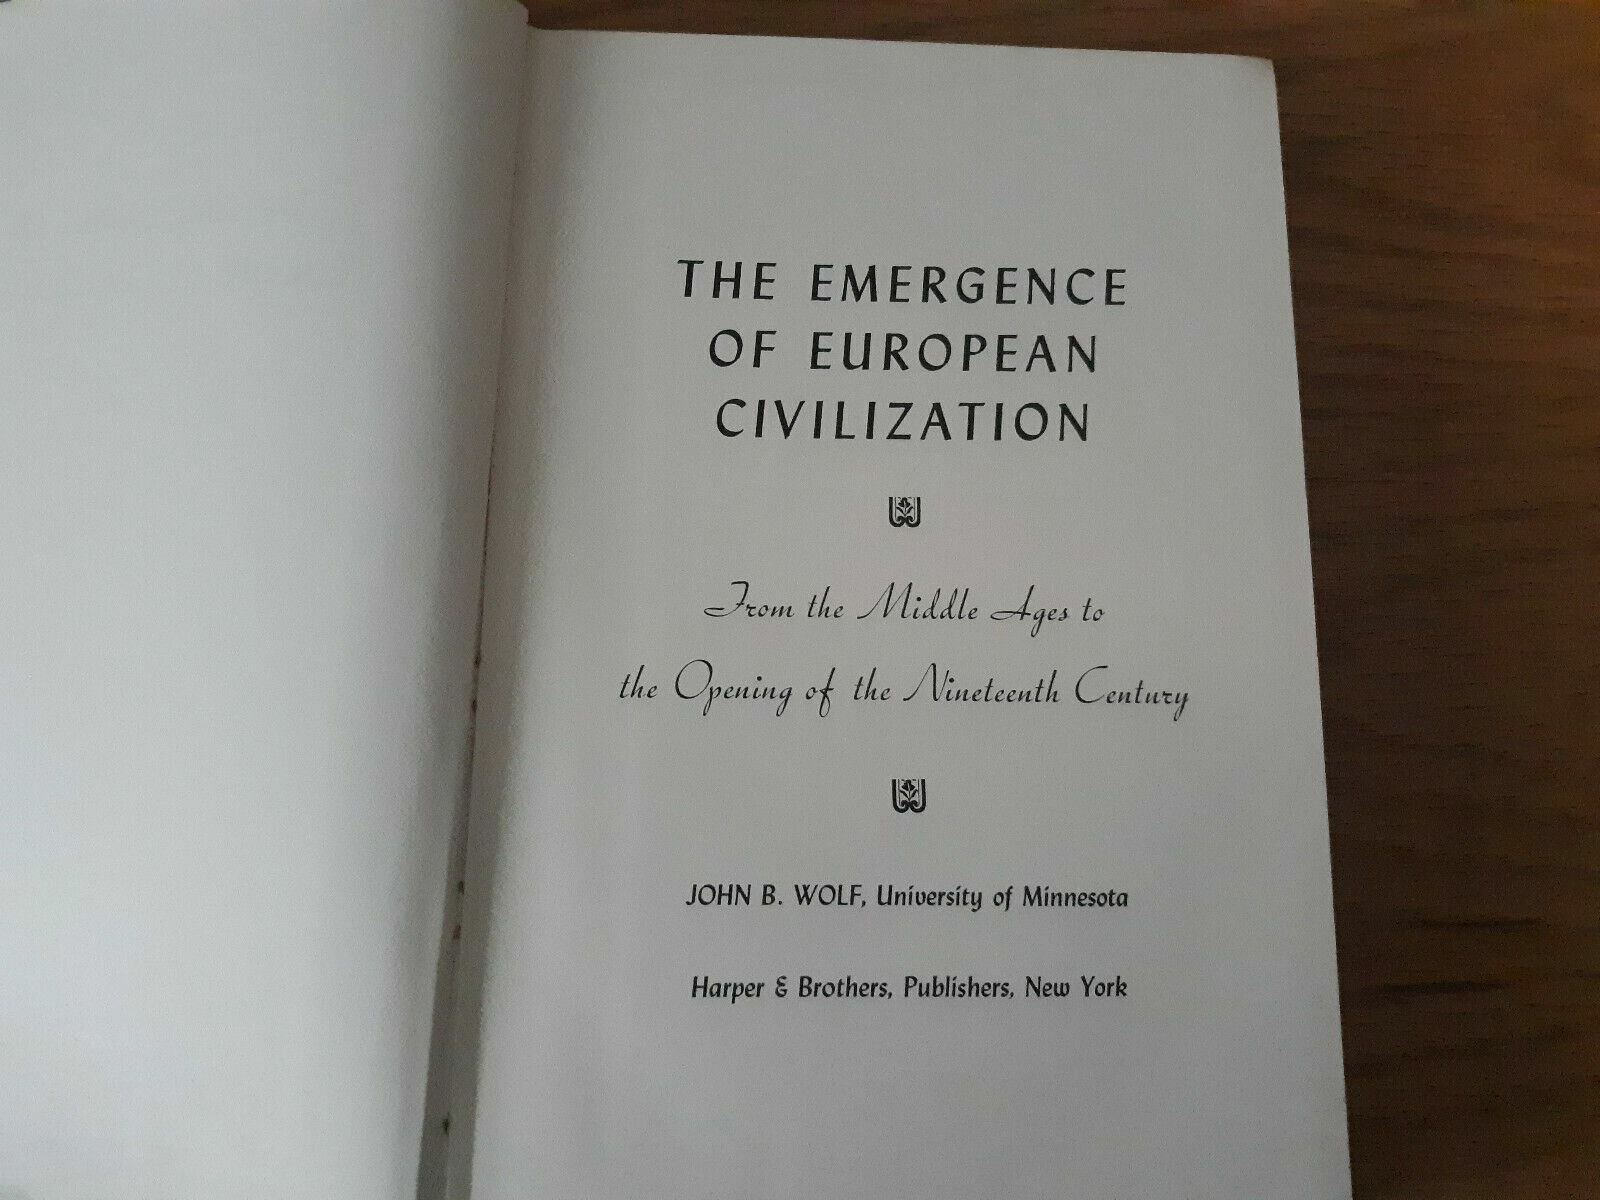 THE EMERGENCE
OF EUROPEAN
CIVILIZATION
From the Middle Ages to
the Opening of the Nineteenth Century
JOHN B. WOLF, University of Minnesota
Harper & Brothers, Publishers, New York